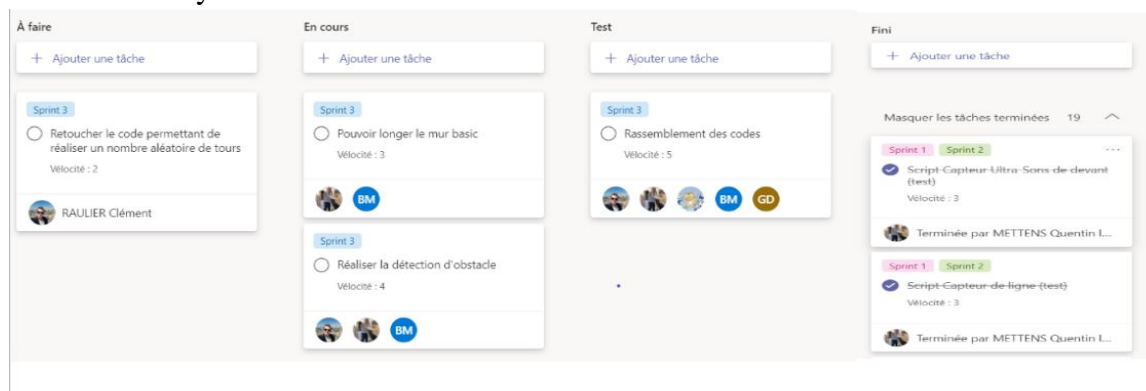 À faire
+ Ajouter une tâche
Sprint 3
Retoucher le code permettant de
réaliser un nombre aléatoire de tours
Vélocité : 2
RAULIER Clément
En cours
+ Ajouter une tâche
Sprint 3
Pouvoir longer le mur basic
Vélocité : 3
BM
Sprint 3
Réaliser la détection d'obstacle
Vélocité : 4
BM
Test
+ Ajouter une tâche
Sprint 3
Rassemblement des codes
Vélocité : 5
BM GD
Fini
+ Ajouter une tâche
Masquer les tâches terminées 19
Sprint 1 Sprint 2 ...
Script Capteur Ultra-Sons de devant
(test)
Vélocité : 3
Terminée par METTENS Quentin I...
Sprint 1 Sprint 2
Script Capteur de ligne (test)
Vélocité : 3
Terminée par METTENS Quentin I...